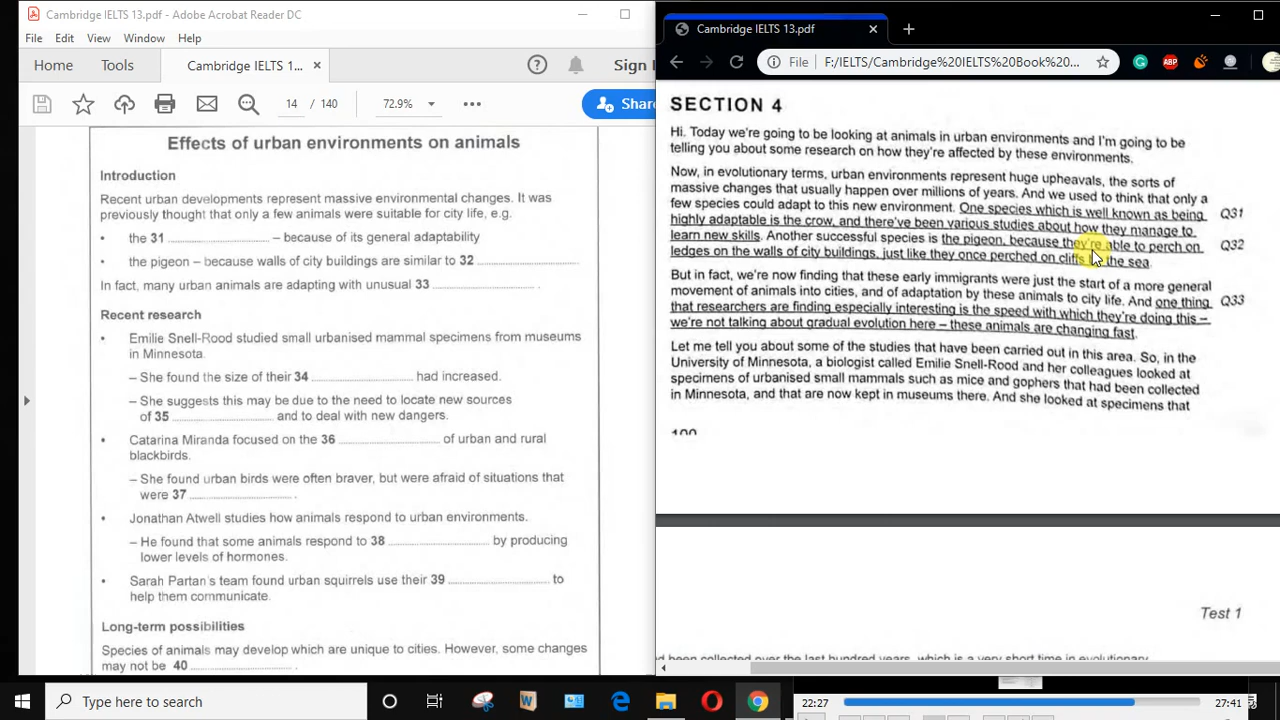 Cambridge IELTS 13.pdf - Adobe Acrobat Reader DC
File Edit View Window Help
Home Tools Cambridge IELTS 1... × ? Sign I
14 / 140 72.9% ••• Share
Effects of urban environments on animals
Introduction
Recent urban developments represent massive environmental changes. It was
previously thought that only a few animals were suitable for city life, e.g.
• the 31 .............................. – because of its general adaptability
the pigeon – because walls of city buildings are similar to 32 ..............................
In fact, many urban animals are adapting with unusual 33 .............................. .
Recent research
• Emilie Snell-Rood studied small urbanised mammal specimens from museums
in Minnesota.
– She found the size of their 34 .............................. had increased.
– She suggests this may be due to the need to locate new sources
of 35 .............................. and to deal with new dangers.
• Catarina Miranda focused on the 36 .............................. of urban and rural
blackbirds.
– She found urban birds were often braver, but were afraid of situations that
were 37 .............................. .
• Jonathan Atwell studies how animals respond to urban environments.
– He found that some animals respond to 38 .............................. by producing
lower levels of hormones.
• Sarah Partan's team found urban squirrels use their 39 .............................. to
help them communicate.
Long-term possibilities
Species of animals may develop which are unique to cities. However, some changes
may not be 40 .............................. .
Cambridge IELTS 13.pdf × +
File F:/IELTS/Cambridge%20IELTS%20Book%20... ABP
SECTION 4
Hi. Today we're going to be looking at animals in urban environments and I'm going to be
telling you about some research on how they're affected by these environments.
Now, in evolutionary terms, urban environments represent huge upheavals, the sorts of
massive changes that usually happen over millions of years. And we used to think that only a
few species could adapt to this new environment. One species which is well known as being Q31
highly adaptable is the crow, and there've been various studies about how they manage to
learn new skills. Another successful species is the pigeon, because they're able to perch on Q32
ledges on the walls of city buildings, just like they once perched on cliffs by the sea.
But in fact, we're now finding that these early immigrants were just the start of a more general
movement of animals into cities, and of adaptation by these animals to city life. And one thing Q33
that researchers are finding especially interesting is the speed with which they're doing this –
we're not talking about gradual evolution here – these animals are changing fast.
Let me tell you about some of the studies that have been carried out in this area. So, in the
University of Minnesota, a biologist called Emilie Snell-Rood and her colleagues looked at
specimens of urbanised small mammals such as mice and gophers that had been collected
in Minnesota, and that are now kept in museums there. And she looked at specimens that
100
Test 1
had been collected over the last hundred years, which is a very short time in evolutionary
Type here to search
22:27 27:41